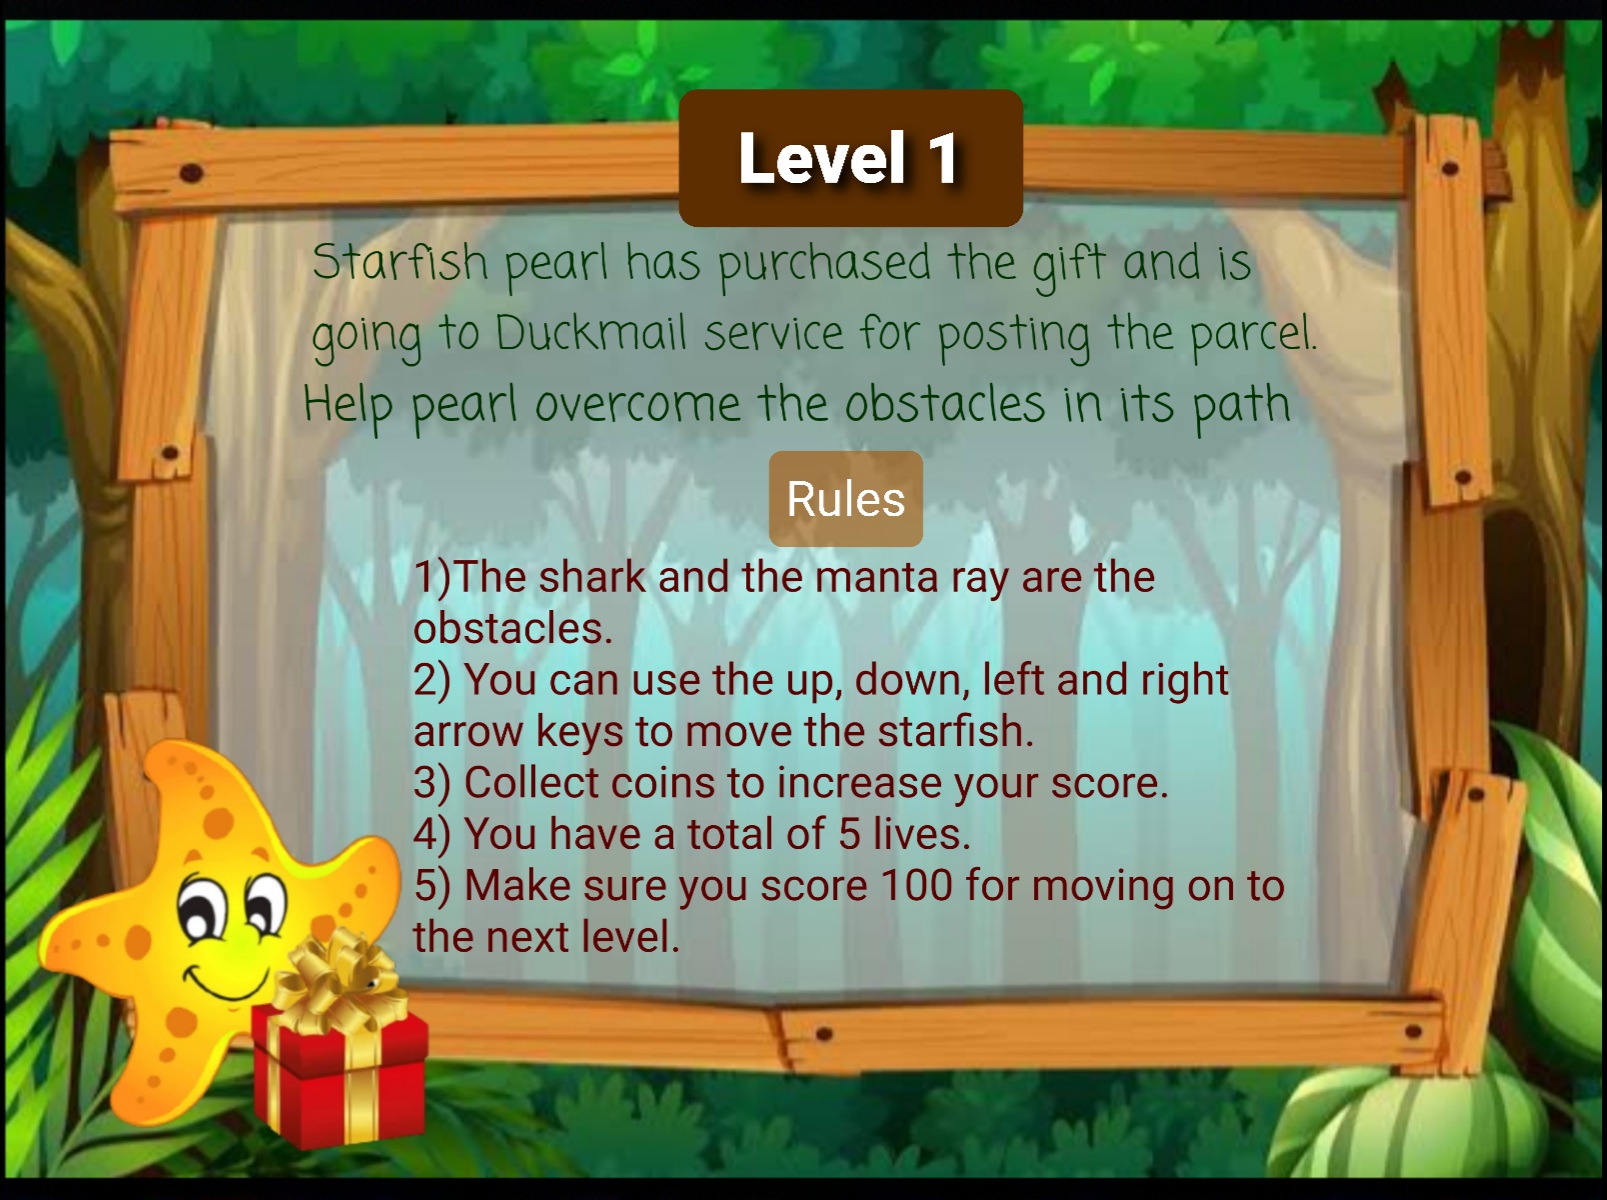 Level 1
Starfish pearl has purchased the gift and is
going to Duckmail service for posting the parcel.
Help pearl overcome the obstacles in its path
Rules
1)The shark and the manta ray are the
obstacles.
2) You can use the up, down, left and right
arrow keys to move the starfish.
3) Collect coins to increase your score.
4) You have a total of 5 lives.
5) Make sure you score 100 for moving on to
the next level.